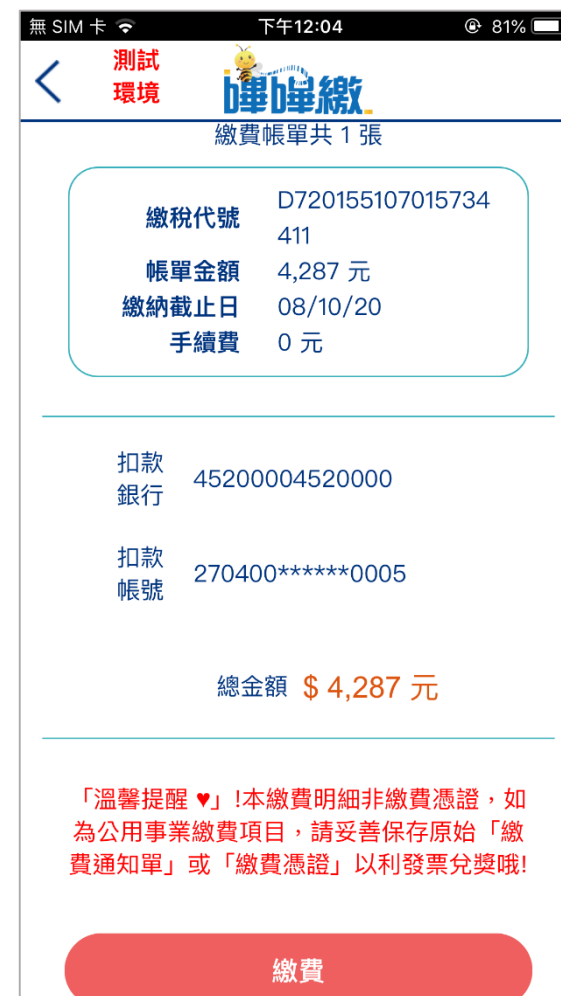 無 SIM 卡 下午12:04 81%
測試
環境
嗶嗶繳
繳費帳單共 1 張
繳稅代號 D720155107015734
411
帳單金額 4,287 元
繳納截止日 08/10/20
手續費 0 元
扣款
銀行 45200004520000
扣款
帳號 270400******0005
總金額 $ 4,287 元
「溫馨提醒 ♥」!本繳費明細非繳費憑證，如
為公用事業繳費項目，請妥善保存原始「繳
費通知單」或「繳費憑證」以利發票兌獎哦!
繳費